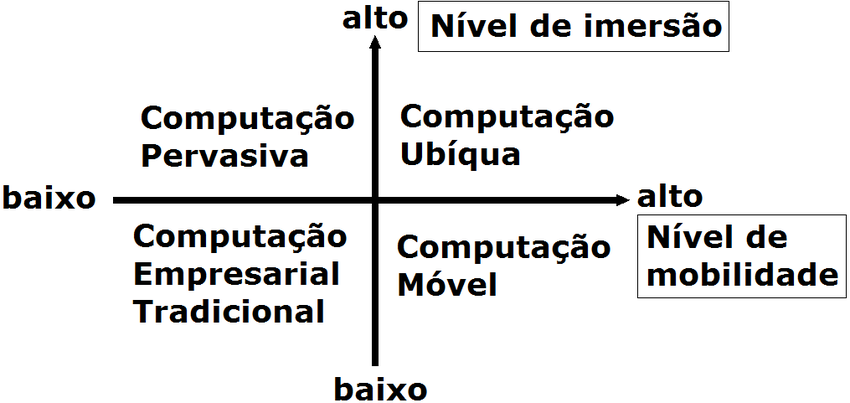 alto
Nível de imersão
Computação
Pervasiva
Computação
Ubíqua
baixo
alto
Computação
Empresarial
Tradicional
Computação
Móvel
Nível de
mobilidade
baixo